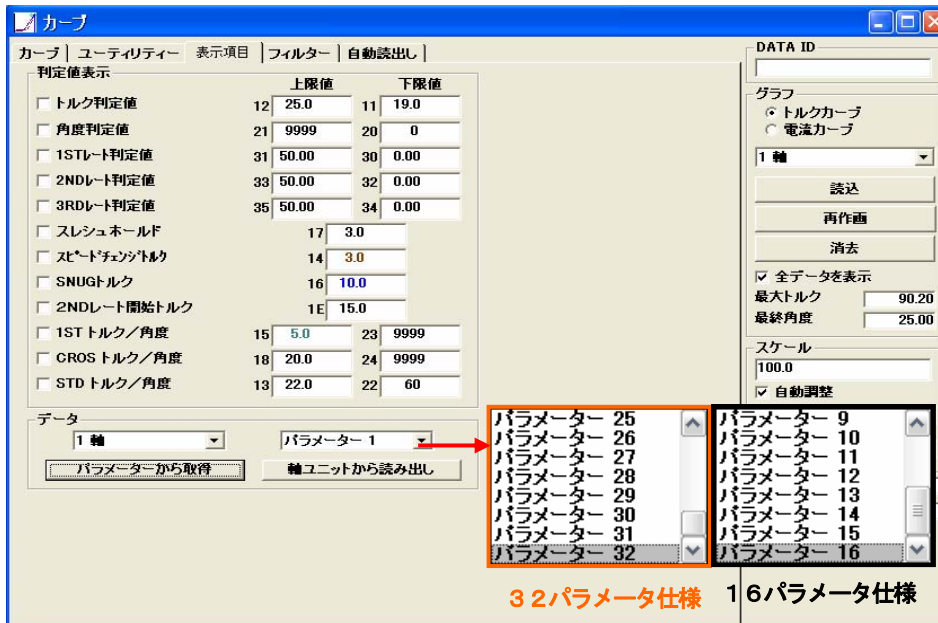 カーブ
カーブ ユーティリティー 表示項目 フィルター 自動読出し
判定値表示
上限値 下限値
トルク判定値 12 25.0 11 19.0
角度判定値 21 9999 20 0
1STレート判定値 31 50.00 30 0.00
2NDレート判定値 33 50.00 32 0.00
3RDレート判定値 35 50.00 34 0.00
スレシュホールド 17 3.0
スピードチェンジトルク 14 3.0
SNUGトルク 16 10.0
2NDレート開始トルク 1E 15.0
1ST トルク／角度 15 5.0 23 9999
CROS トルク／角度 18 20.0 24 9999
STD トルク／角度 13 22.0 22 60
データ
1 軸 パラメーター 1
パラメーターから取得 軸ユニットから読み出し
DATA ID
グラフ
トルクカーブ
電流カーブ
1 軸
読込
再作画
消去
全データを表示
最大トルク 90.20
最終角度 25.00
スケール
100.0
自動調整
パラメーター 25
パラメーター 26
パラメーター 27
パラメーター 28
パラメーター 29
パラメーター 30
パラメーター 31
パラメーター 32
３２パラメータ仕様
パラメーター 9
パラメーター 10
パラメーター 11
パラメーター 12
パラメーター 13
パラメーター 14
パラメーター 15
パラメーター 16
１６パラメータ仕様